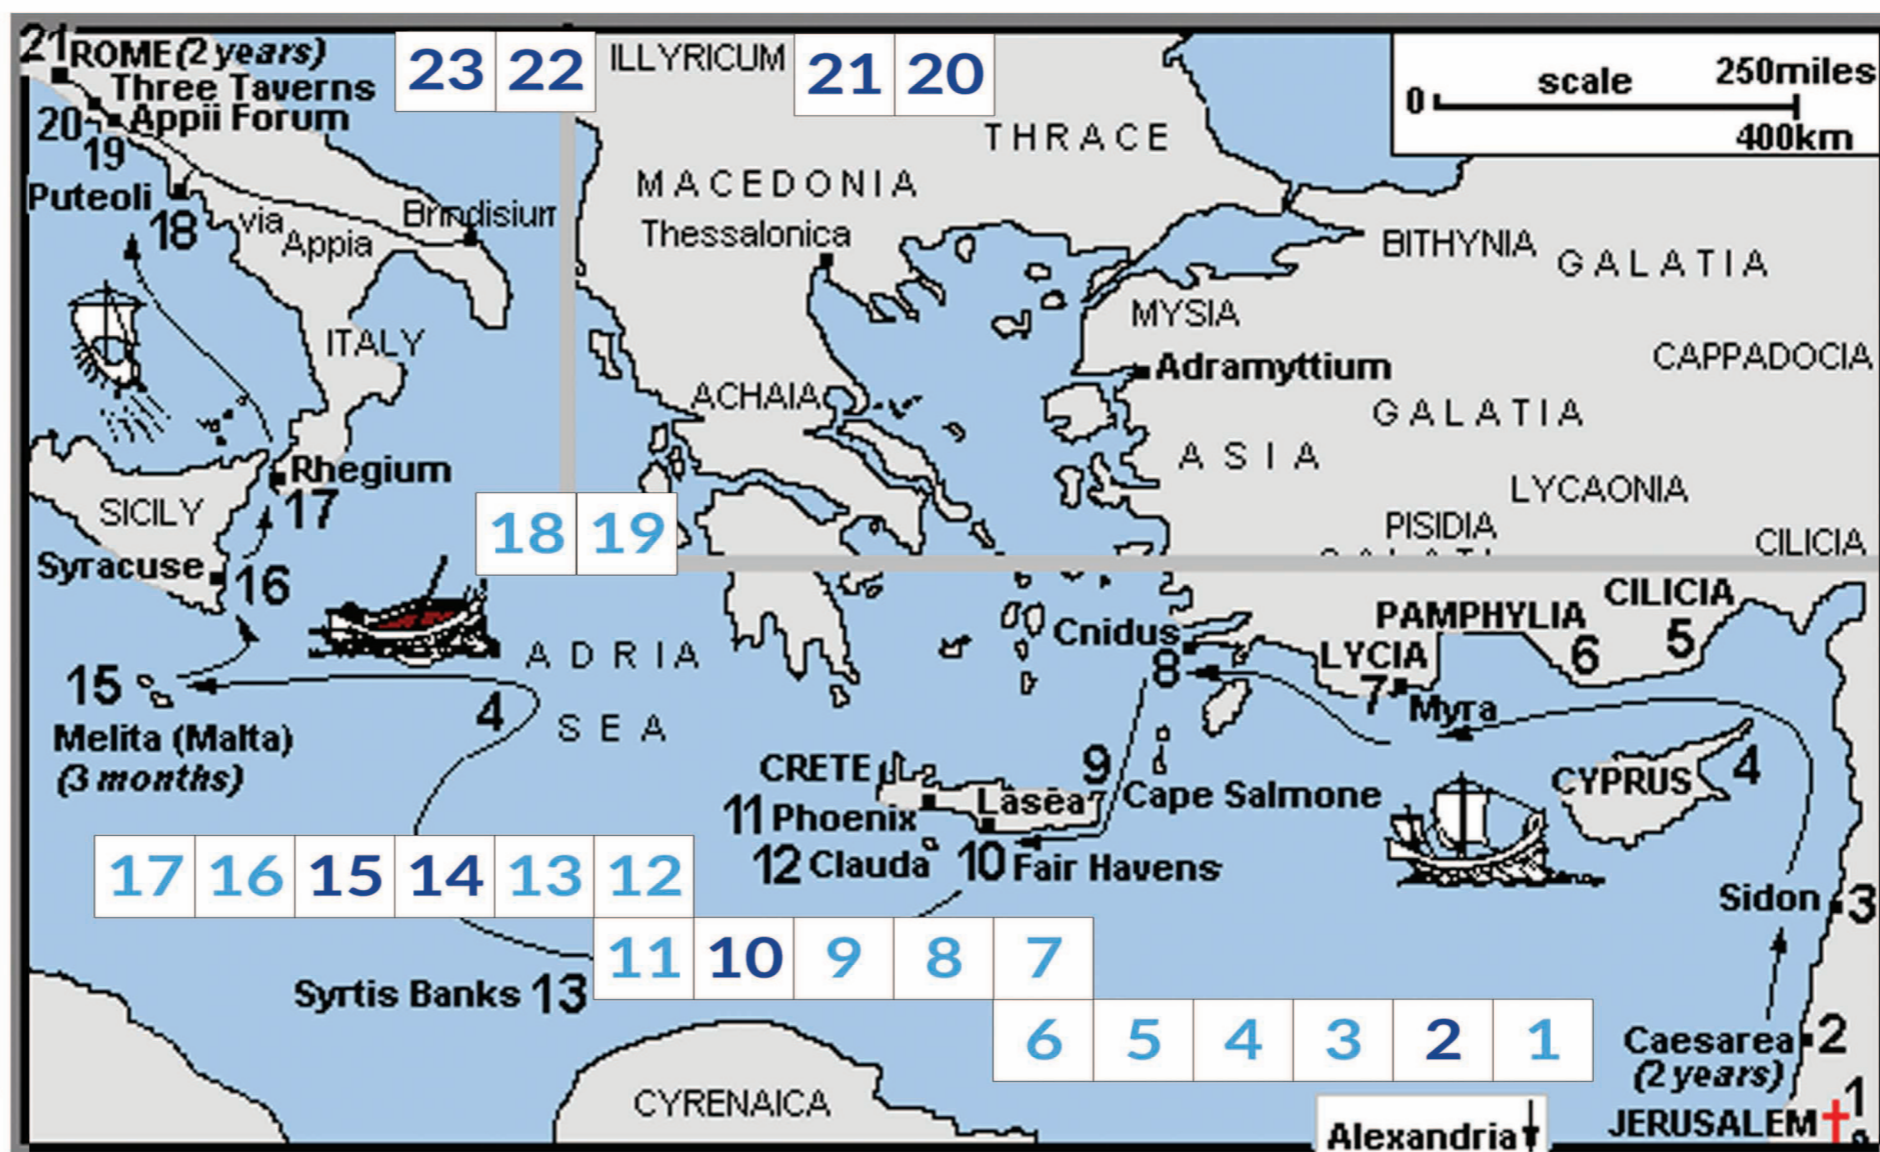 21 ROME (2 years)
23 22
ILLYRICUM
21 20
250miles
scale
0
400km
Three Taverns
20 Appii Forum
19
THRACE
Puteoli
18
via
Appia
Brindisium
MACEDONIA
Thessalonica
BITHYNIA
GALATIA
MYSIA
ITALY
CAPPADOCIA
Adramyttium
ACHAIA
GALATIA
ASIA
Rhegium
17
SICILY
LYCAONIA
18 19
PISIDIA
CILICIA
Syracuse
16
CILICIA
PAMPHYLIA
5
6
Cnidus
8
LYCIA
7
Myra
ADRIA
SEA
15
4
Melita (Malta)
(3 months)
CRETE
9
Lasea
Cape Salmone
CYPRUS
4
11 Phoenix
12 Clauda
10 Fair Havens
17 16 15 14 13 12
Sidon
3
11 10 9 8 7
Syrtis Banks 13
6 5 4 3 2 1
Caesarea 2
(2 years)
CYRENAICA
JERUSALEM 1
Alexandria